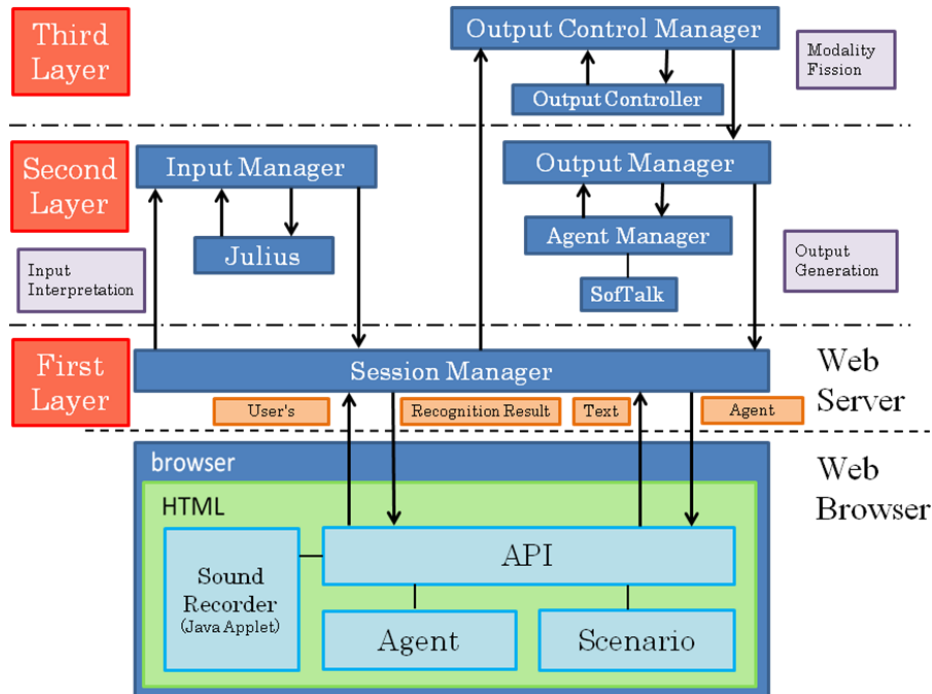 Third
Layer
Output Control Manager
Modality
Fission
Output Controller
Second
Layer
Input Manager
Output Manager
Julius
Agent Manager
Input
Interpretation
Output
Generation
SofTalk
First
Layer
Session Manager
Web
Server
User's
Recognition Result
Text
Agent
browser
Web
Browser
HTML
API
Sound
Recorder
(Java Applet)
Agent
Scenario